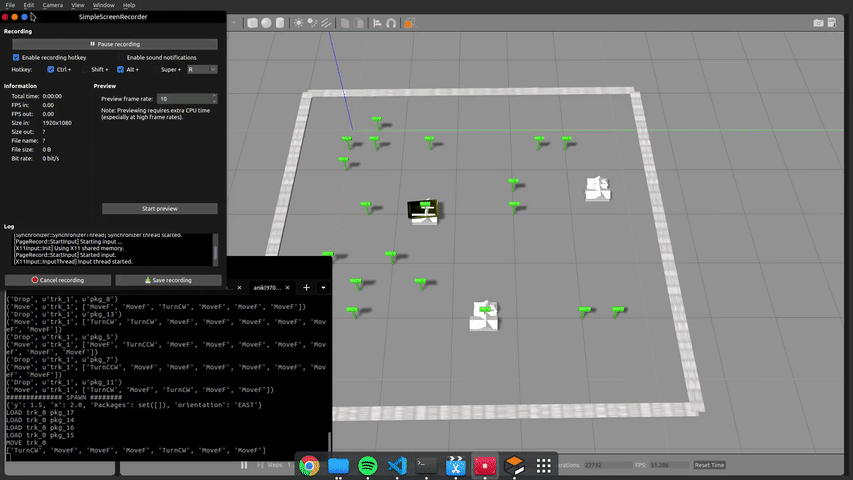 File Edit Camera View Window Help
SimpleScreenRecorder
Recording
Pause recording
Enable recording hotkey Enable sound notifications
Hotkey: Ctrl + Shift + Alt + Super + R
Information
Total time: 0:00:00
FPS in: 0.00
FPS out: 0.00
Size in: 1920x1080
Size out: ?
File name: ?
File size: 0 B
Bit rate: 0 bit/s
Preview
Preview frame rate: 10
Note: Previewing requires extra CPU time
(especially at high frame rates).
Start preview
Log
[Synchronizer::SynchronizerThread] Synchronizer thread started.
[PageRecord::StartInput] Starting input ...
[X11Input::Init] Using X11 shared memory.
[PageRecord::StartInput] Started input.
[X11Input::InputThread] Input started.
Cancel recording
Save recording
ankl970...
('Drop', u'trk_1', u'pkg_8')
('Move', u'trk_1', ['MoveF', 'TurnCW', 'MoveF', 'MoveF', 'MoveF', 'MoveF'])
('Drop', u'trk_1', u'pkg_13')
('Move', u'trk_1', ['TurnCW', 'TurnCW', 'MoveF', 'MoveF', 'MoveF', 'MoveF', 'Mov
eF', 'MoveF'])
('Drop', u'trk_1', u'pkg_5')
('Move', u'trk_1', ['TurnCCW', 'MoveF', 'MoveF', 'TurnCW', 'MoveF', 'MoveF', 'Mo
veF', 'MoveF', 'MoveF'])
('Drop', u'trk_1', u'pkg_7')
('Move', u'trk_1', ['TurnCCW', 'MoveF', 'MoveF', 'TurnCW', 'MoveF', 'MoveF', 'Mo
veF', 'MoveF'])
('Drop', u'trk_1', u'pkg_11')
('Move', u'trk_1', ['TurnCW', 'MoveF', 'TurnCW', 'MoveF', 'MoveF'])
############## SPAWN ########
{'y': 1.5, 'x': 2.0, 'Packages': set([]), 'orientation': 'EAST'}
LOAD trk_0 pkg_17
LOAD trk_0 pkg_14
LOAD trk_0 pkg_16
LOAD trk_0 pkg_15
MOVE trk_0
['TurnCW', 'MoveF', 'MoveF', 'MoveF', 'MoveF', 'MoveF']
Steps: 1
23732
FPS:
Reset Time